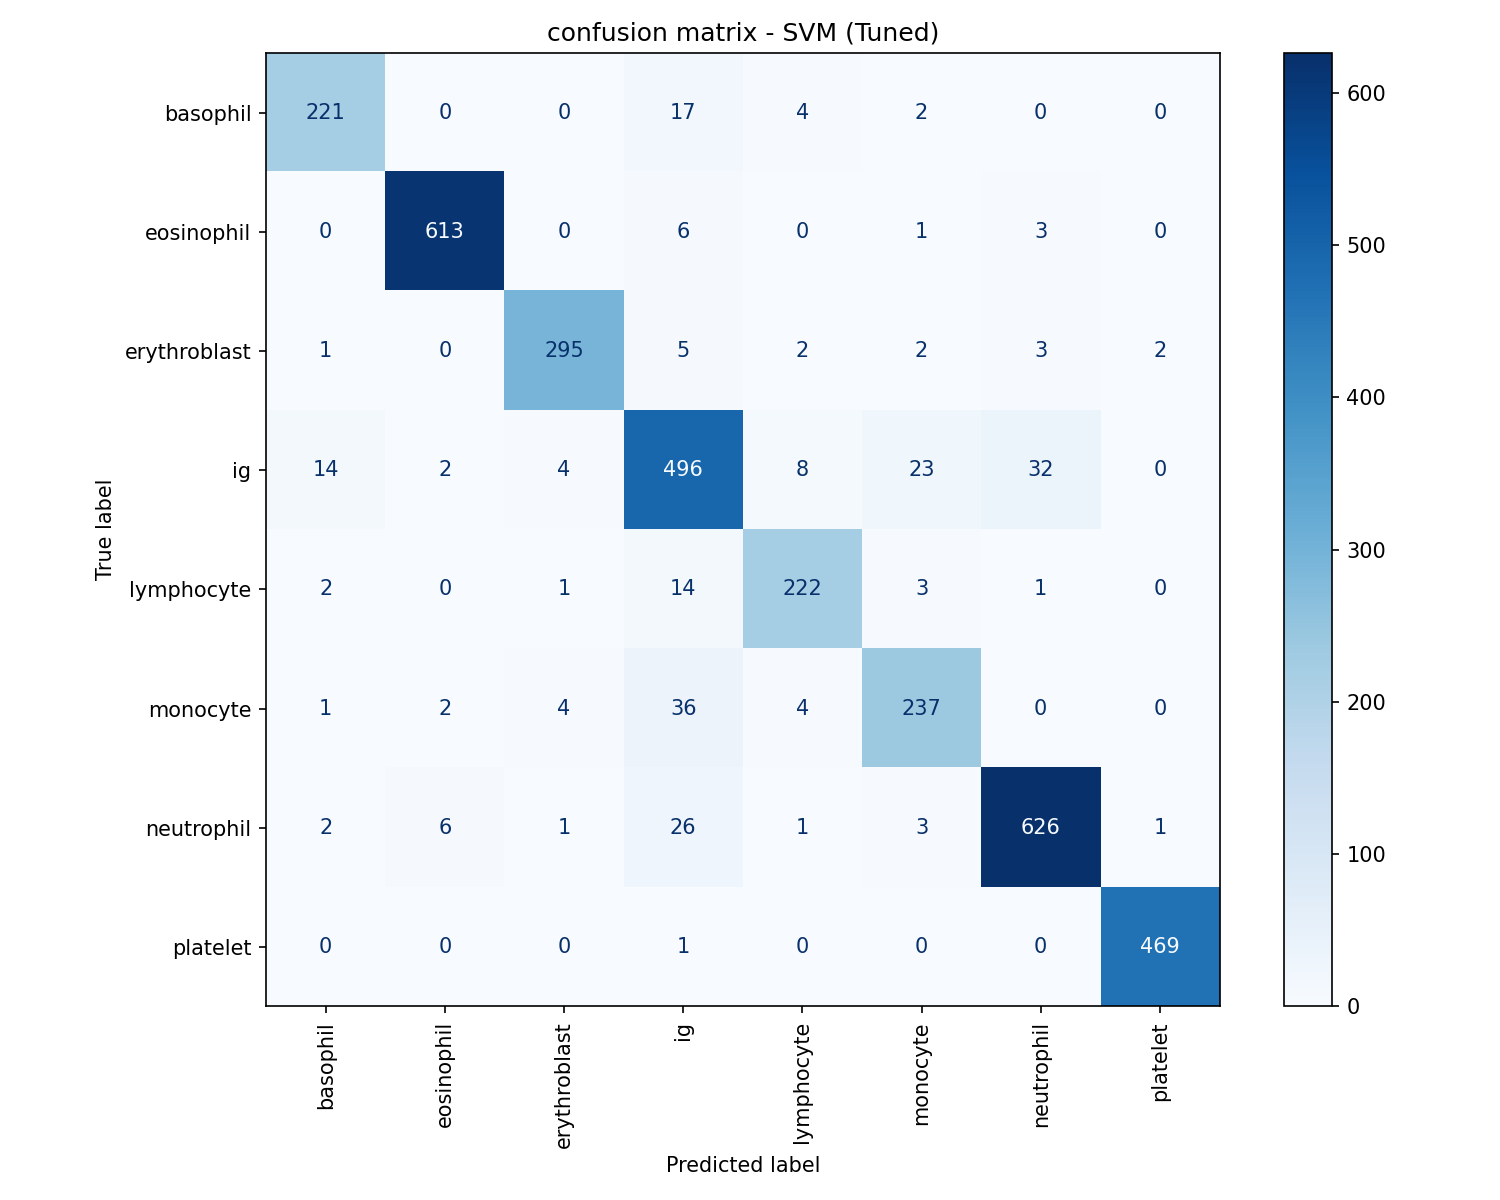 confusion matrix - SVM (Tuned)
basophil 221 0 0 17 4 2 0 0
eosinophil 0 613 0 6 0 1 3 0
erythroblast 1 0 295 5 2 2 3 2
ig 14 2 4 496 8 23 32 0
lymphocyte 2 0 1 14 222 3 1 0
monocyte 1 2 4 36 4 237 0 0
neutrophil 2 6 1 26 1 3 626 1
platelet 0 0 0 1 0 0 0 469
True label
basophil eosinophil erythroblast ig lymphocyte monocyte neutrophil platelet
Predicted label
600
500
400
300
200
100
0